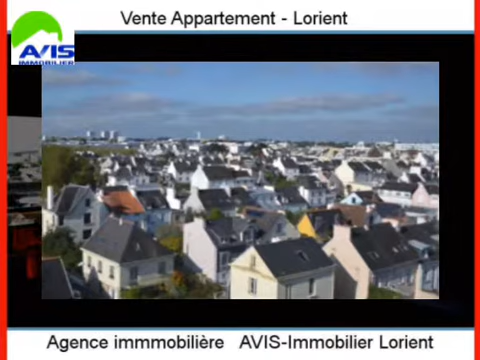 Vente Appartement - Lorient
AVIS
IMMOBILIER
Agence immmobilière AVIS-Immobilier Lorient